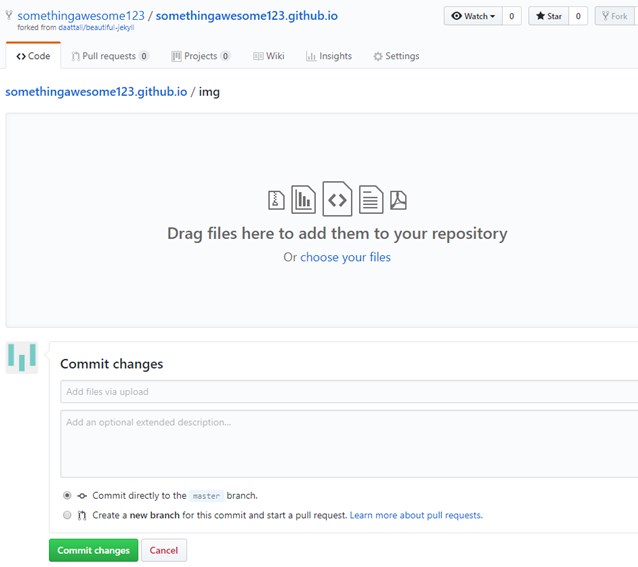 somethingawesome123 / somethingawesome123.github.io
Watch 0 Star 0 Fork
forked from daattali/beautiful-jekyll
Code Pull requests 0 Projects 0 Wiki Insights Settings
somethingawesome123.github.io / img
Drag files here to add them to your repository
Or choose your files
Commit changes
Add files via upload
Add an optional extended description...
Commit directly to the master branch.
Create a new branch for this commit and start a pull request. Learn more about pull requests.
Commit changes Cancel